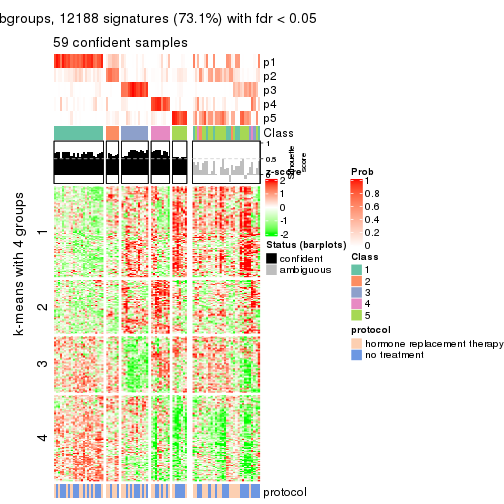 bgroups, 12188 signatures (73.1%) with fdr < 0.05
59 confident samples
p1
p2
p3
p4
p5
Class
1
0.5
0
silhouette
score
z-score
2
1
0
-1
-2
Status (barplots)
confident
ambiguous
Prob
1
0.8
0.6
0.4
0.2
0
Class
1
2
3
4
5
protocol
hormone replacement therapy
no treatment
k-means with 4 groups
1
2
3
4
protocol